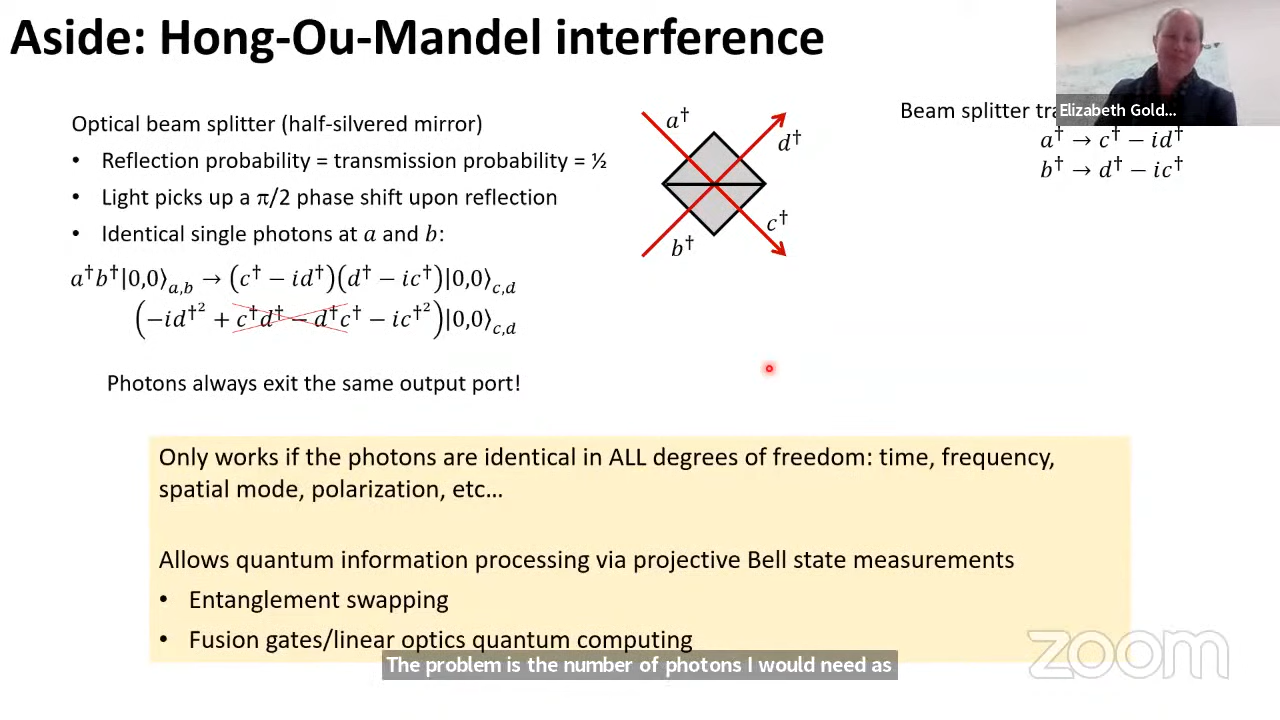 Aside: Hong-Ou-Mandel interference
Optical beam splitter (half-silvered mirror)
• Reflection probability = transmission probability = ½
• Light picks up a π/2 phase shift upon reflection
• Identical single photons at a and b:
a†b†|0,0⟩a,b → (c† − id†)(d† − ic†)|0,0⟩c,d
(−id†² + c†d† − d†c† − ic†²)|0,0⟩c,d
Photons always exit the same output port!
a†
d†
c†
b†
Beam splitter tra
a† → c† − id†
b† → d† − ic†
Elizabeth Gold...
Only works if the photons are identical in ALL degrees of freedom: time, frequency,
spatial mode, polarization, etc…
Allows quantum information processing via projective Bell state measurements
• Entanglement swapping
• Fusion gates/linear optics quantum computing
The problem is the number of photons I would need as
zoom